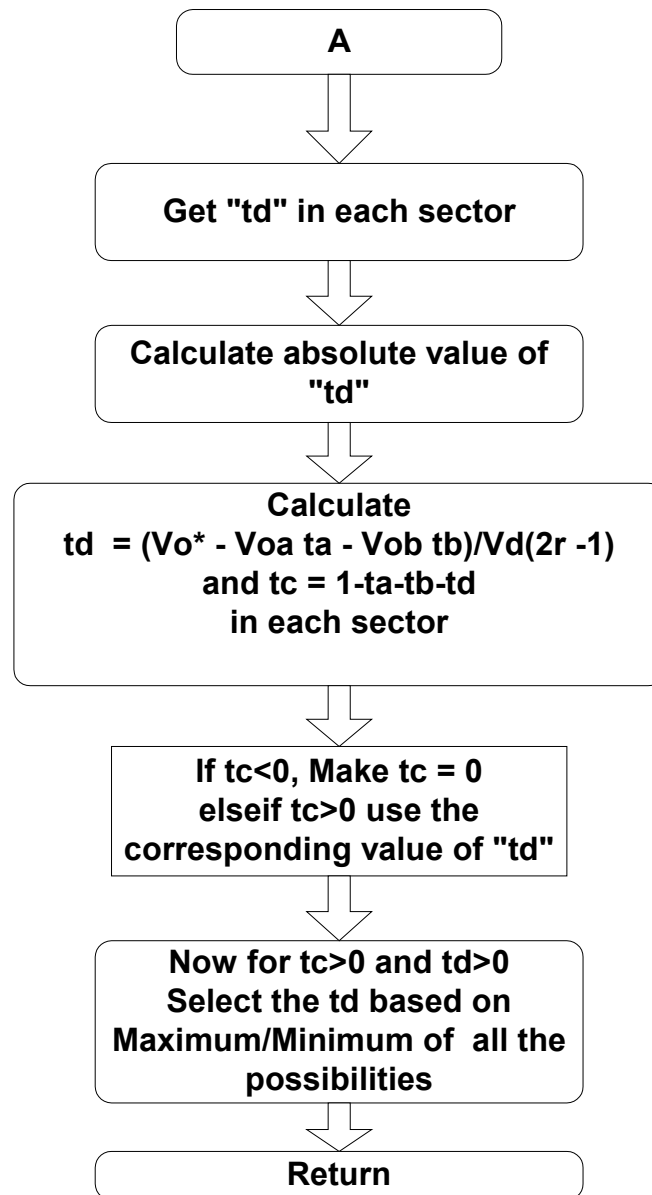 A
Get "td" in each sector
Calculate absolute value of
"td"
Calculate
td = (Vo* - Voa ta - Vob tb)/Vd(2r -1)
and tc = 1-ta-tb-td
in each sector
If tc<0, Make tc = 0
elseif tc>0 use the
corresponding value of "td"
Now for tc>0 and td>0
Select the td based on
Maximum/Minimum of all the
possibilities
Return